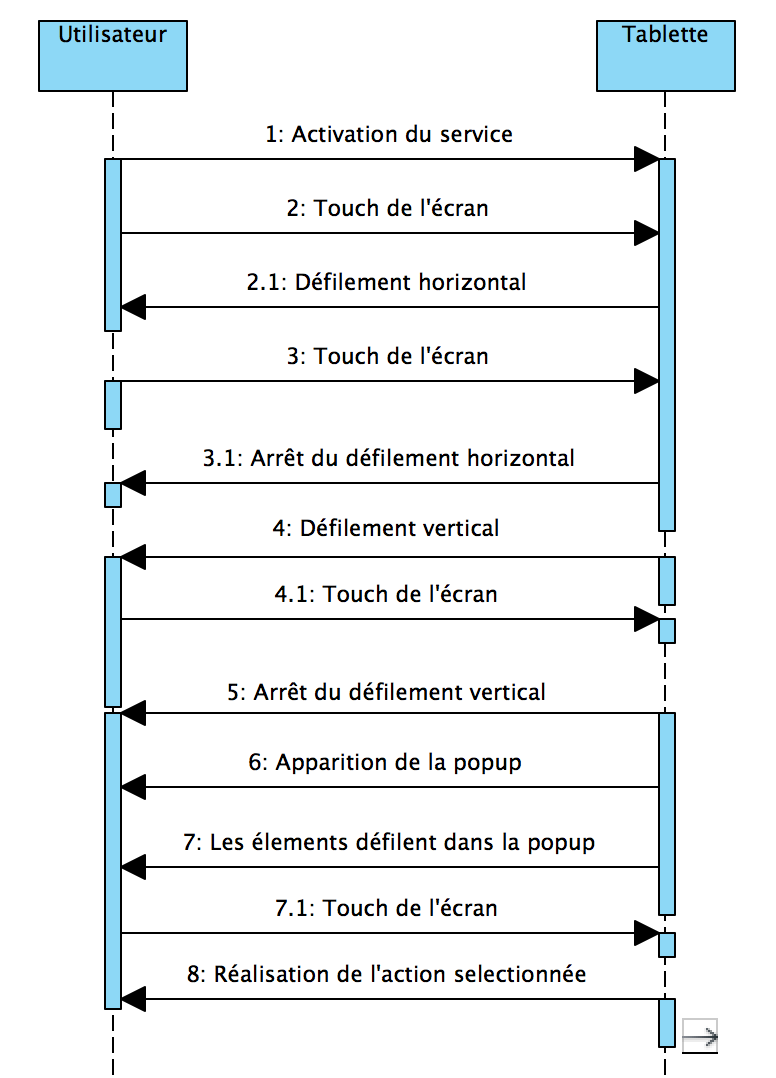 Utilisateur
Tablette
1: Activation du service
2: Touch de l'écran
2.1: Défilement horizontal
3: Touch de l'écran
3.1: Arrêt du défilement horizontal
4: Défilement vertical
4.1: Touch de l'écran
5: Arrêt du défilement vertical
6: Apparition de la popup
7: Les élements défilent dans la popup
7.1: Touch de l'écran
8: Réalisation de l'action selectionnée